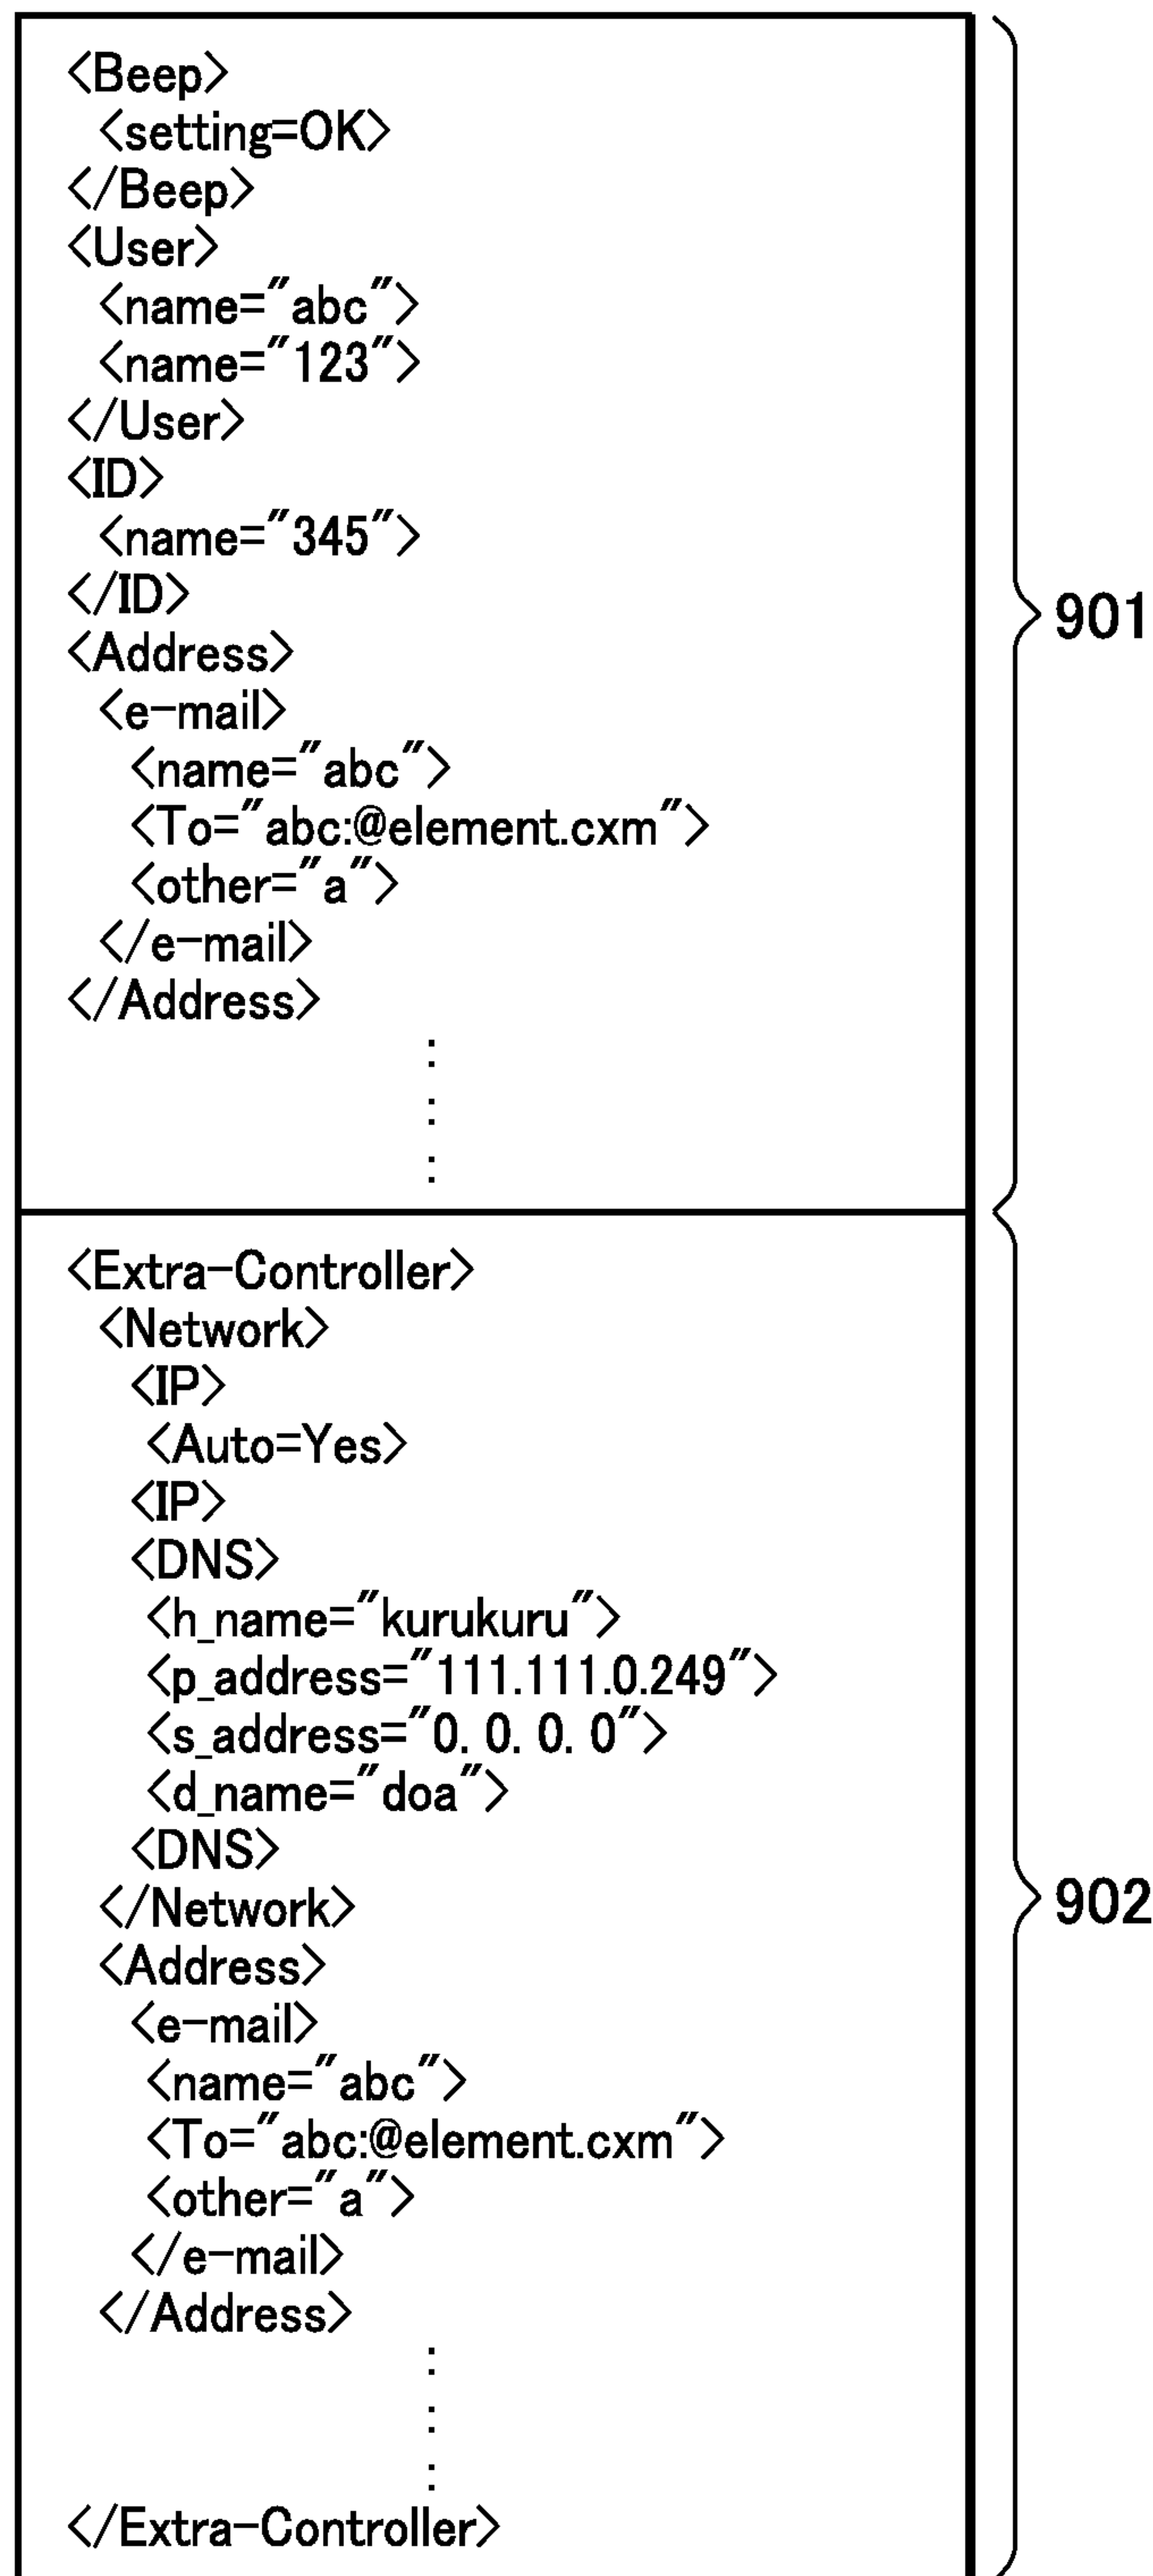 <Beep>
<setting=OK>
</Beep>
<User>
<name="abc">
<name="123">
</User>
<ID>
<name="345">
</ID>
901
<Address>
<e-mail>
<name="abc">
<To="abc:@element.cxm">
<other="a">
</e-mail>
</Address>
:
:
:
<Extra-Controller>
<Network>
<IP>
<Auto=Yes>
<IP>
<DNS>
<h_name="kurukuru">
<p_address="111.111.0.249">
<s_address="0. 0. 0. 0">
<d_name="doa">
<DNS>
902
</Network>
<Address>
<e-mail>
<name="abc">
<To="abc:@element.cxm">
<other="a">
</e-mail>
</Address>
:
:
:
</Extra-Controller>